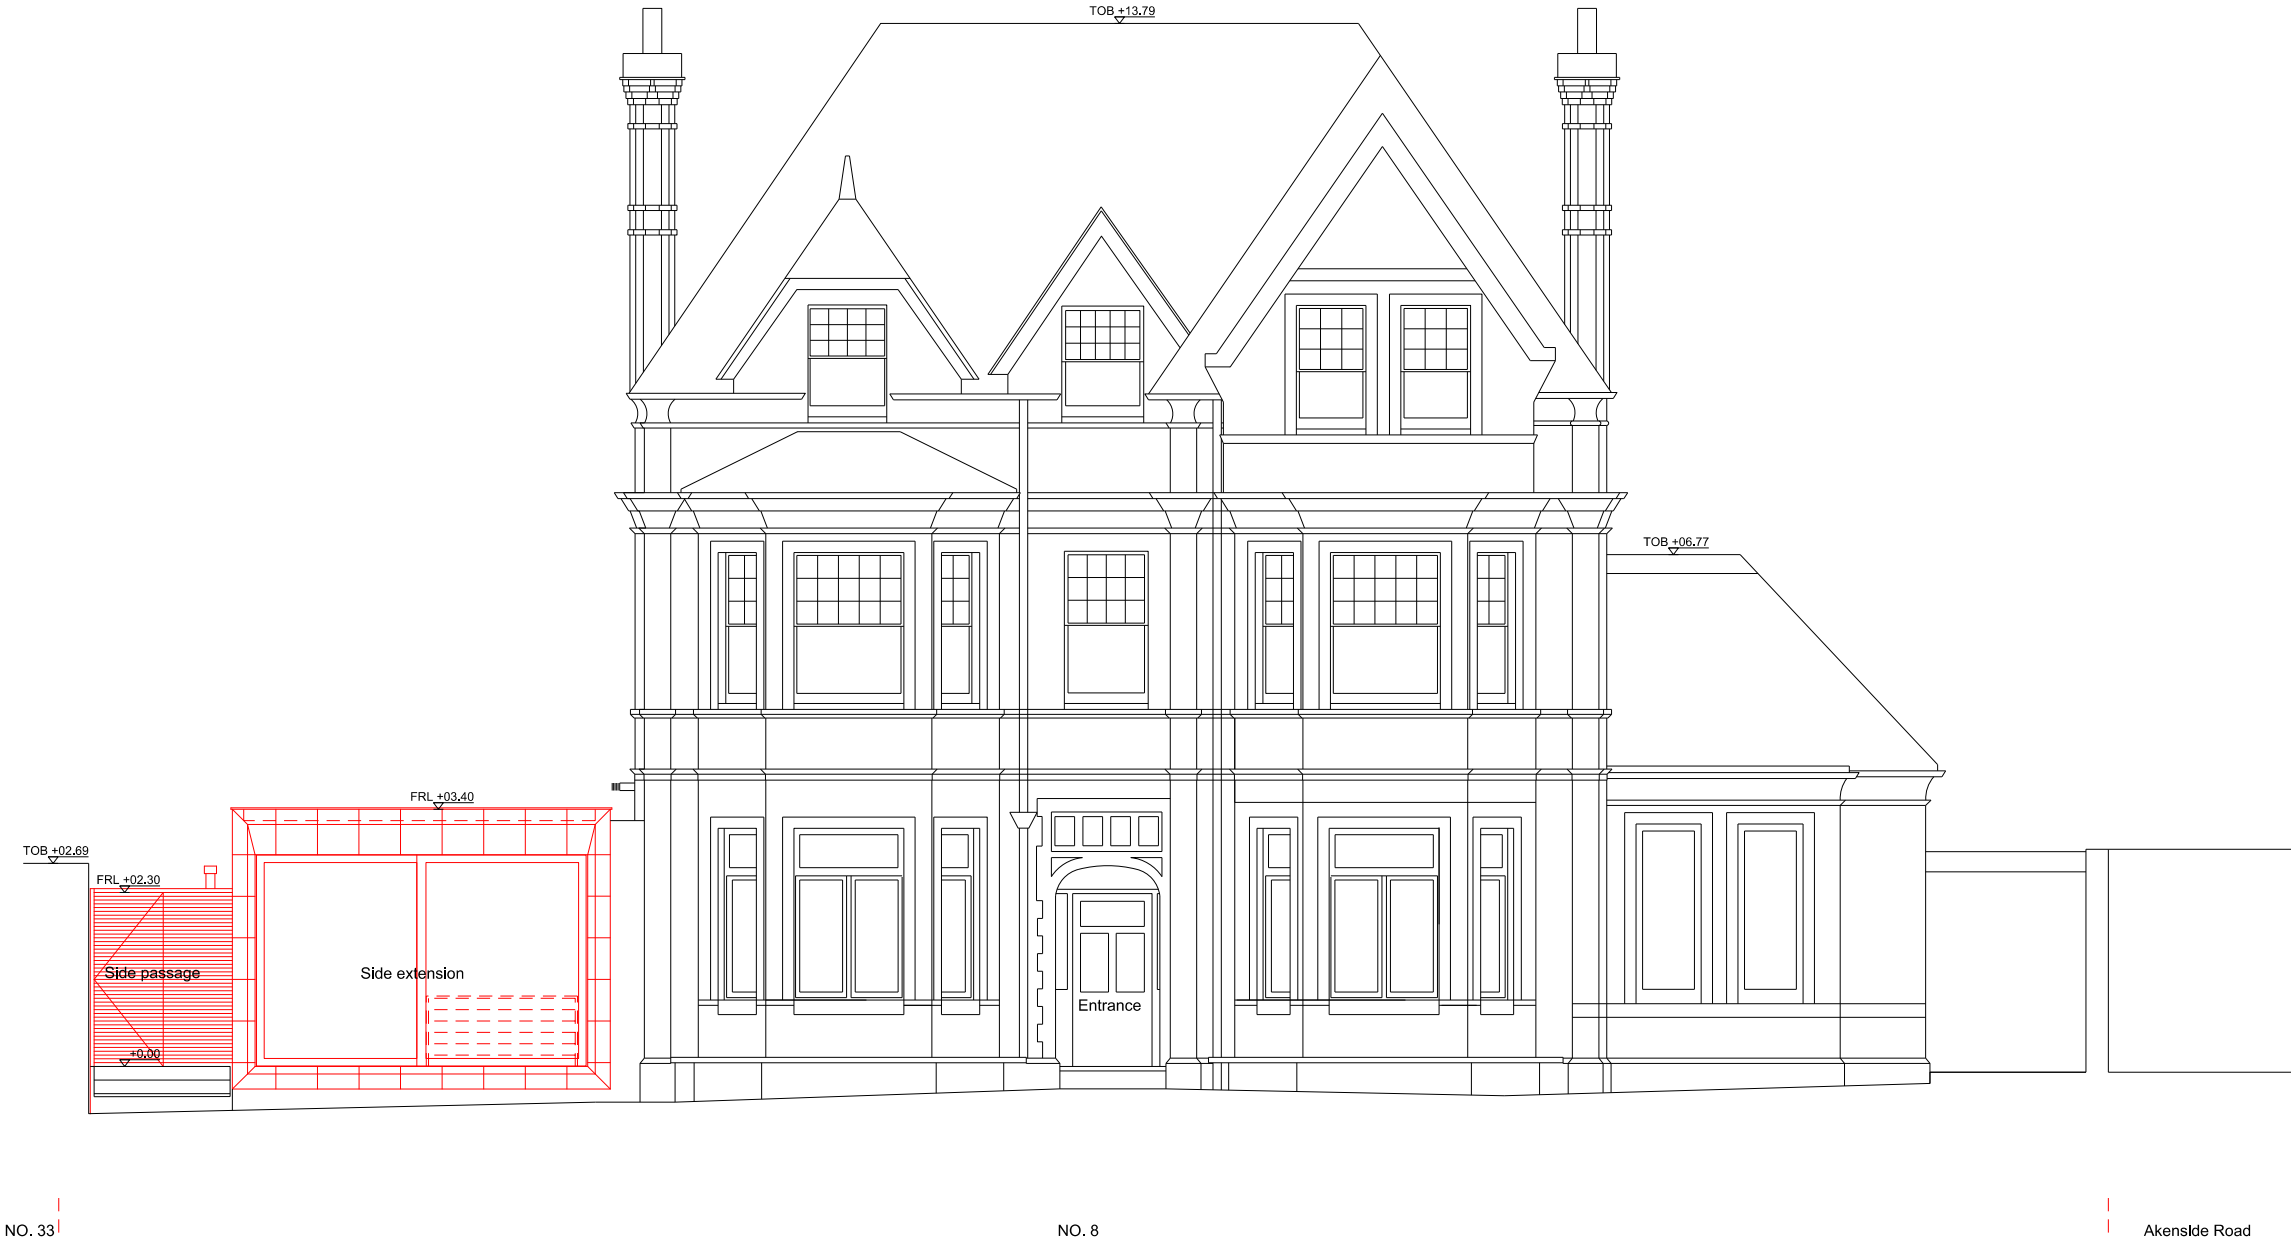 TOB +13.79
TOB +06.77
FRL +03.40
TOB +02.69
FRL +02.30
Side passage
Side extension
Entrance
+0.00
NO. 33
NO. 8
Akenside Road